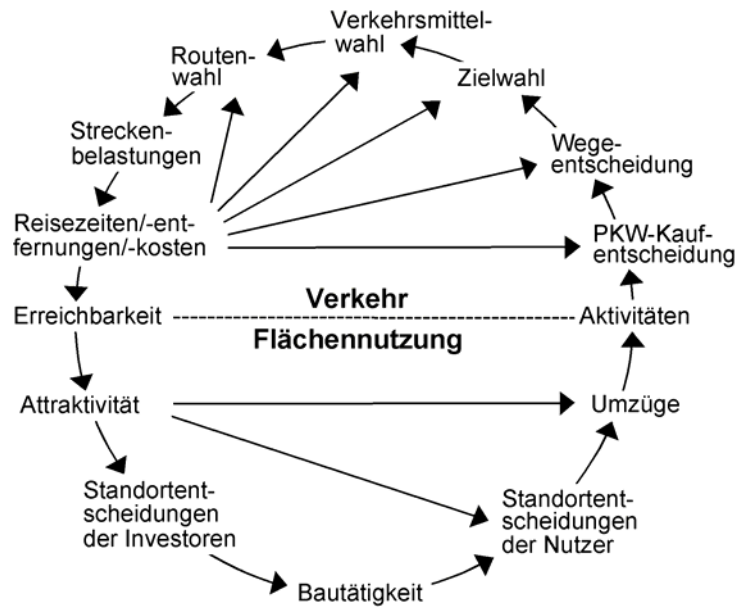 Verkehrsmittel-
wahl
Routen-
wahl
Zielwahl
Strecken-
belastungen
Wege-
entscheidung
Reisezeiten/-ent-
fernungen/-kosten
PKW-Kauf-
entscheidung
Verkehr
Erreichbarkeit
Aktivitäten
Flächennutzung
Attraktivität
Umzüge
Standortent-
scheidungen
der Investoren
Standortent-
scheidungen
der Nutzer
Bautätigkeit